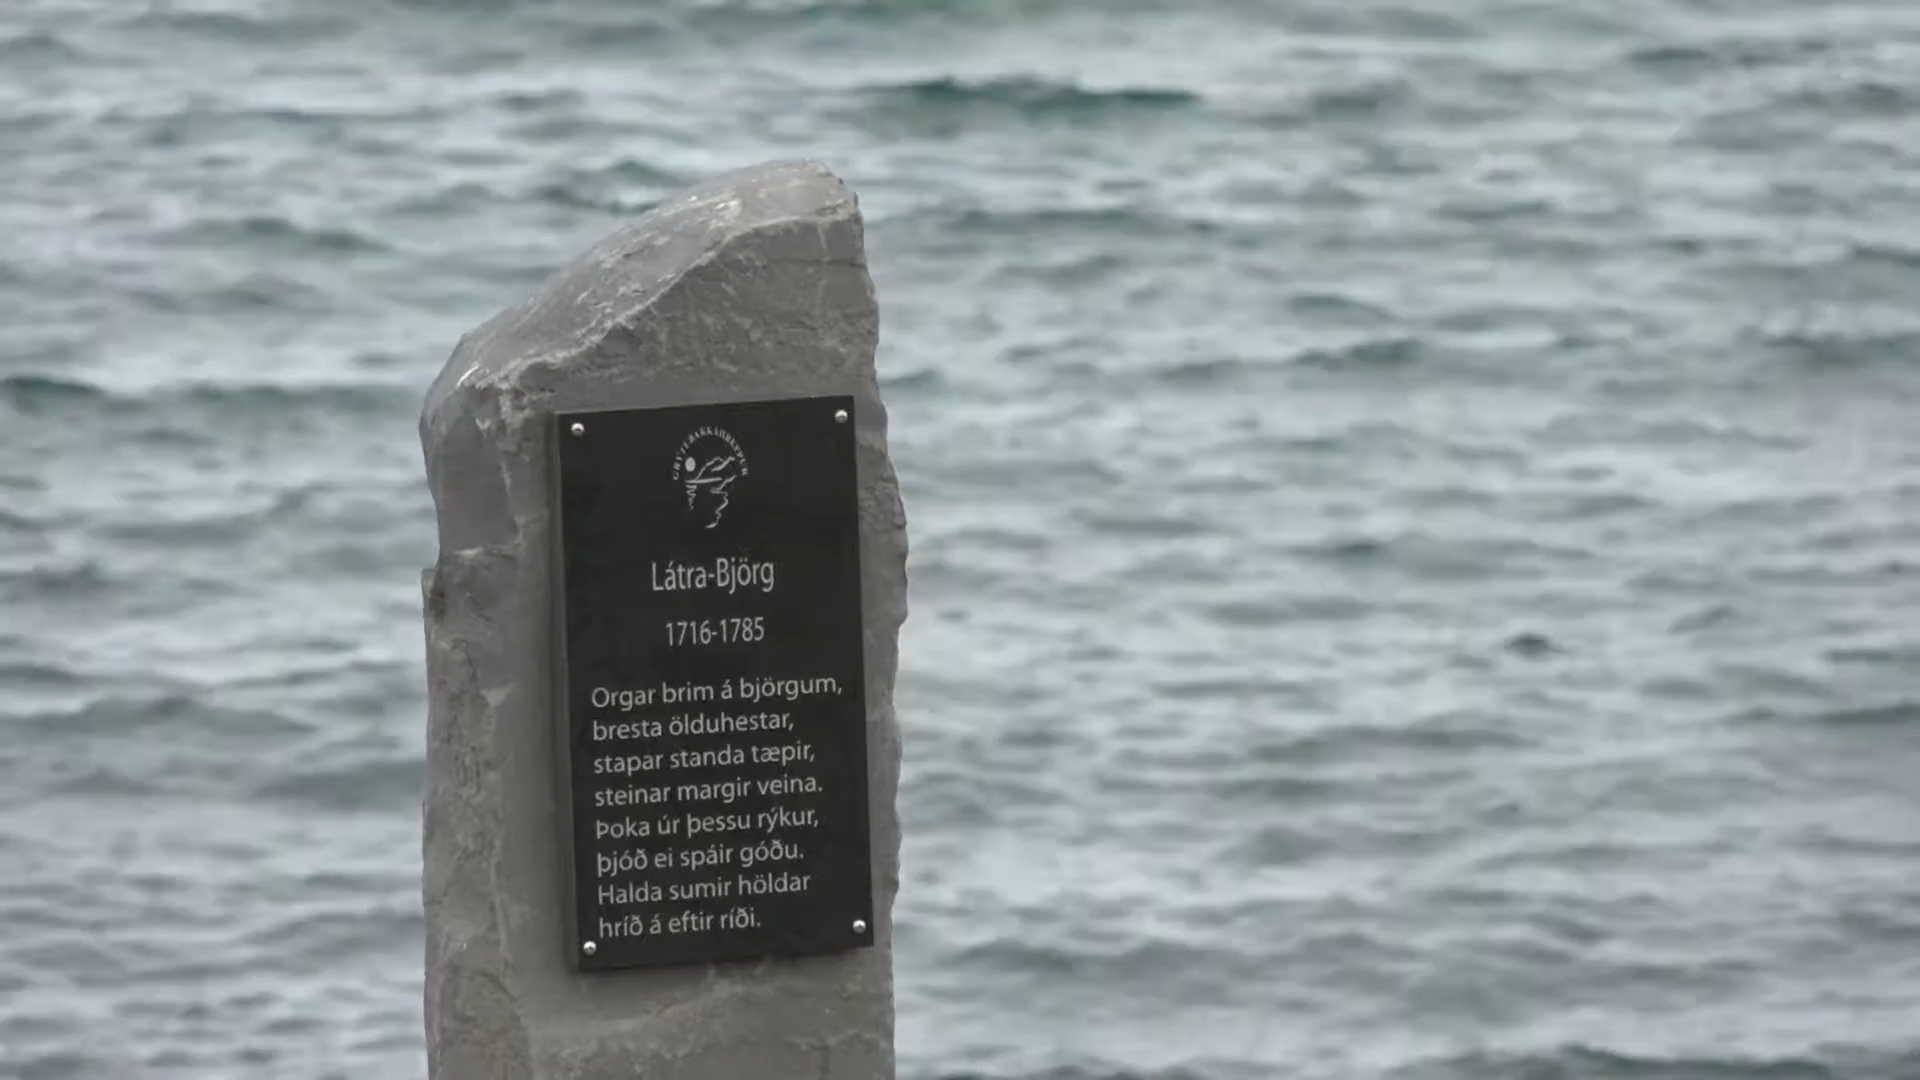 GRÝTUBAKKAHREPPUR
Látra-Björg
1716-1785
Orgar brim á björgum,
bresta ölduhestar,
stapar standa tæpir,
steinar margir veina.
Þoka úr þessu rýkur,
þjóð ei spáir góðu.
Halda sumir höldar
hríð á eftir ríði.